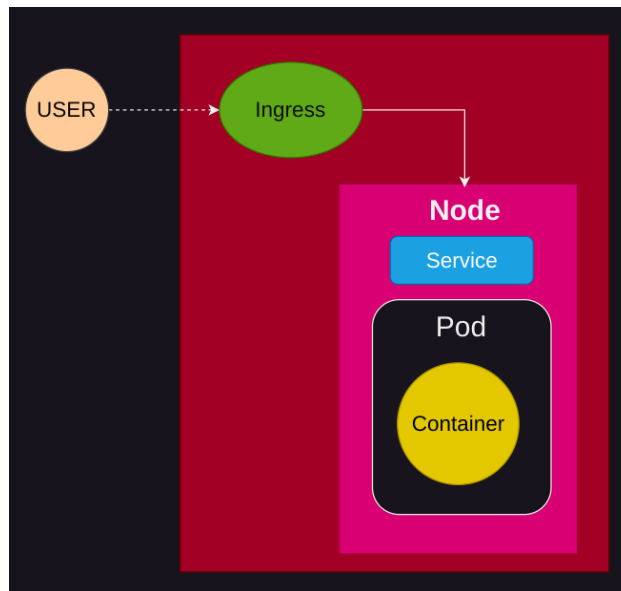 USER
Ingress
Node
Service
Pod
Container